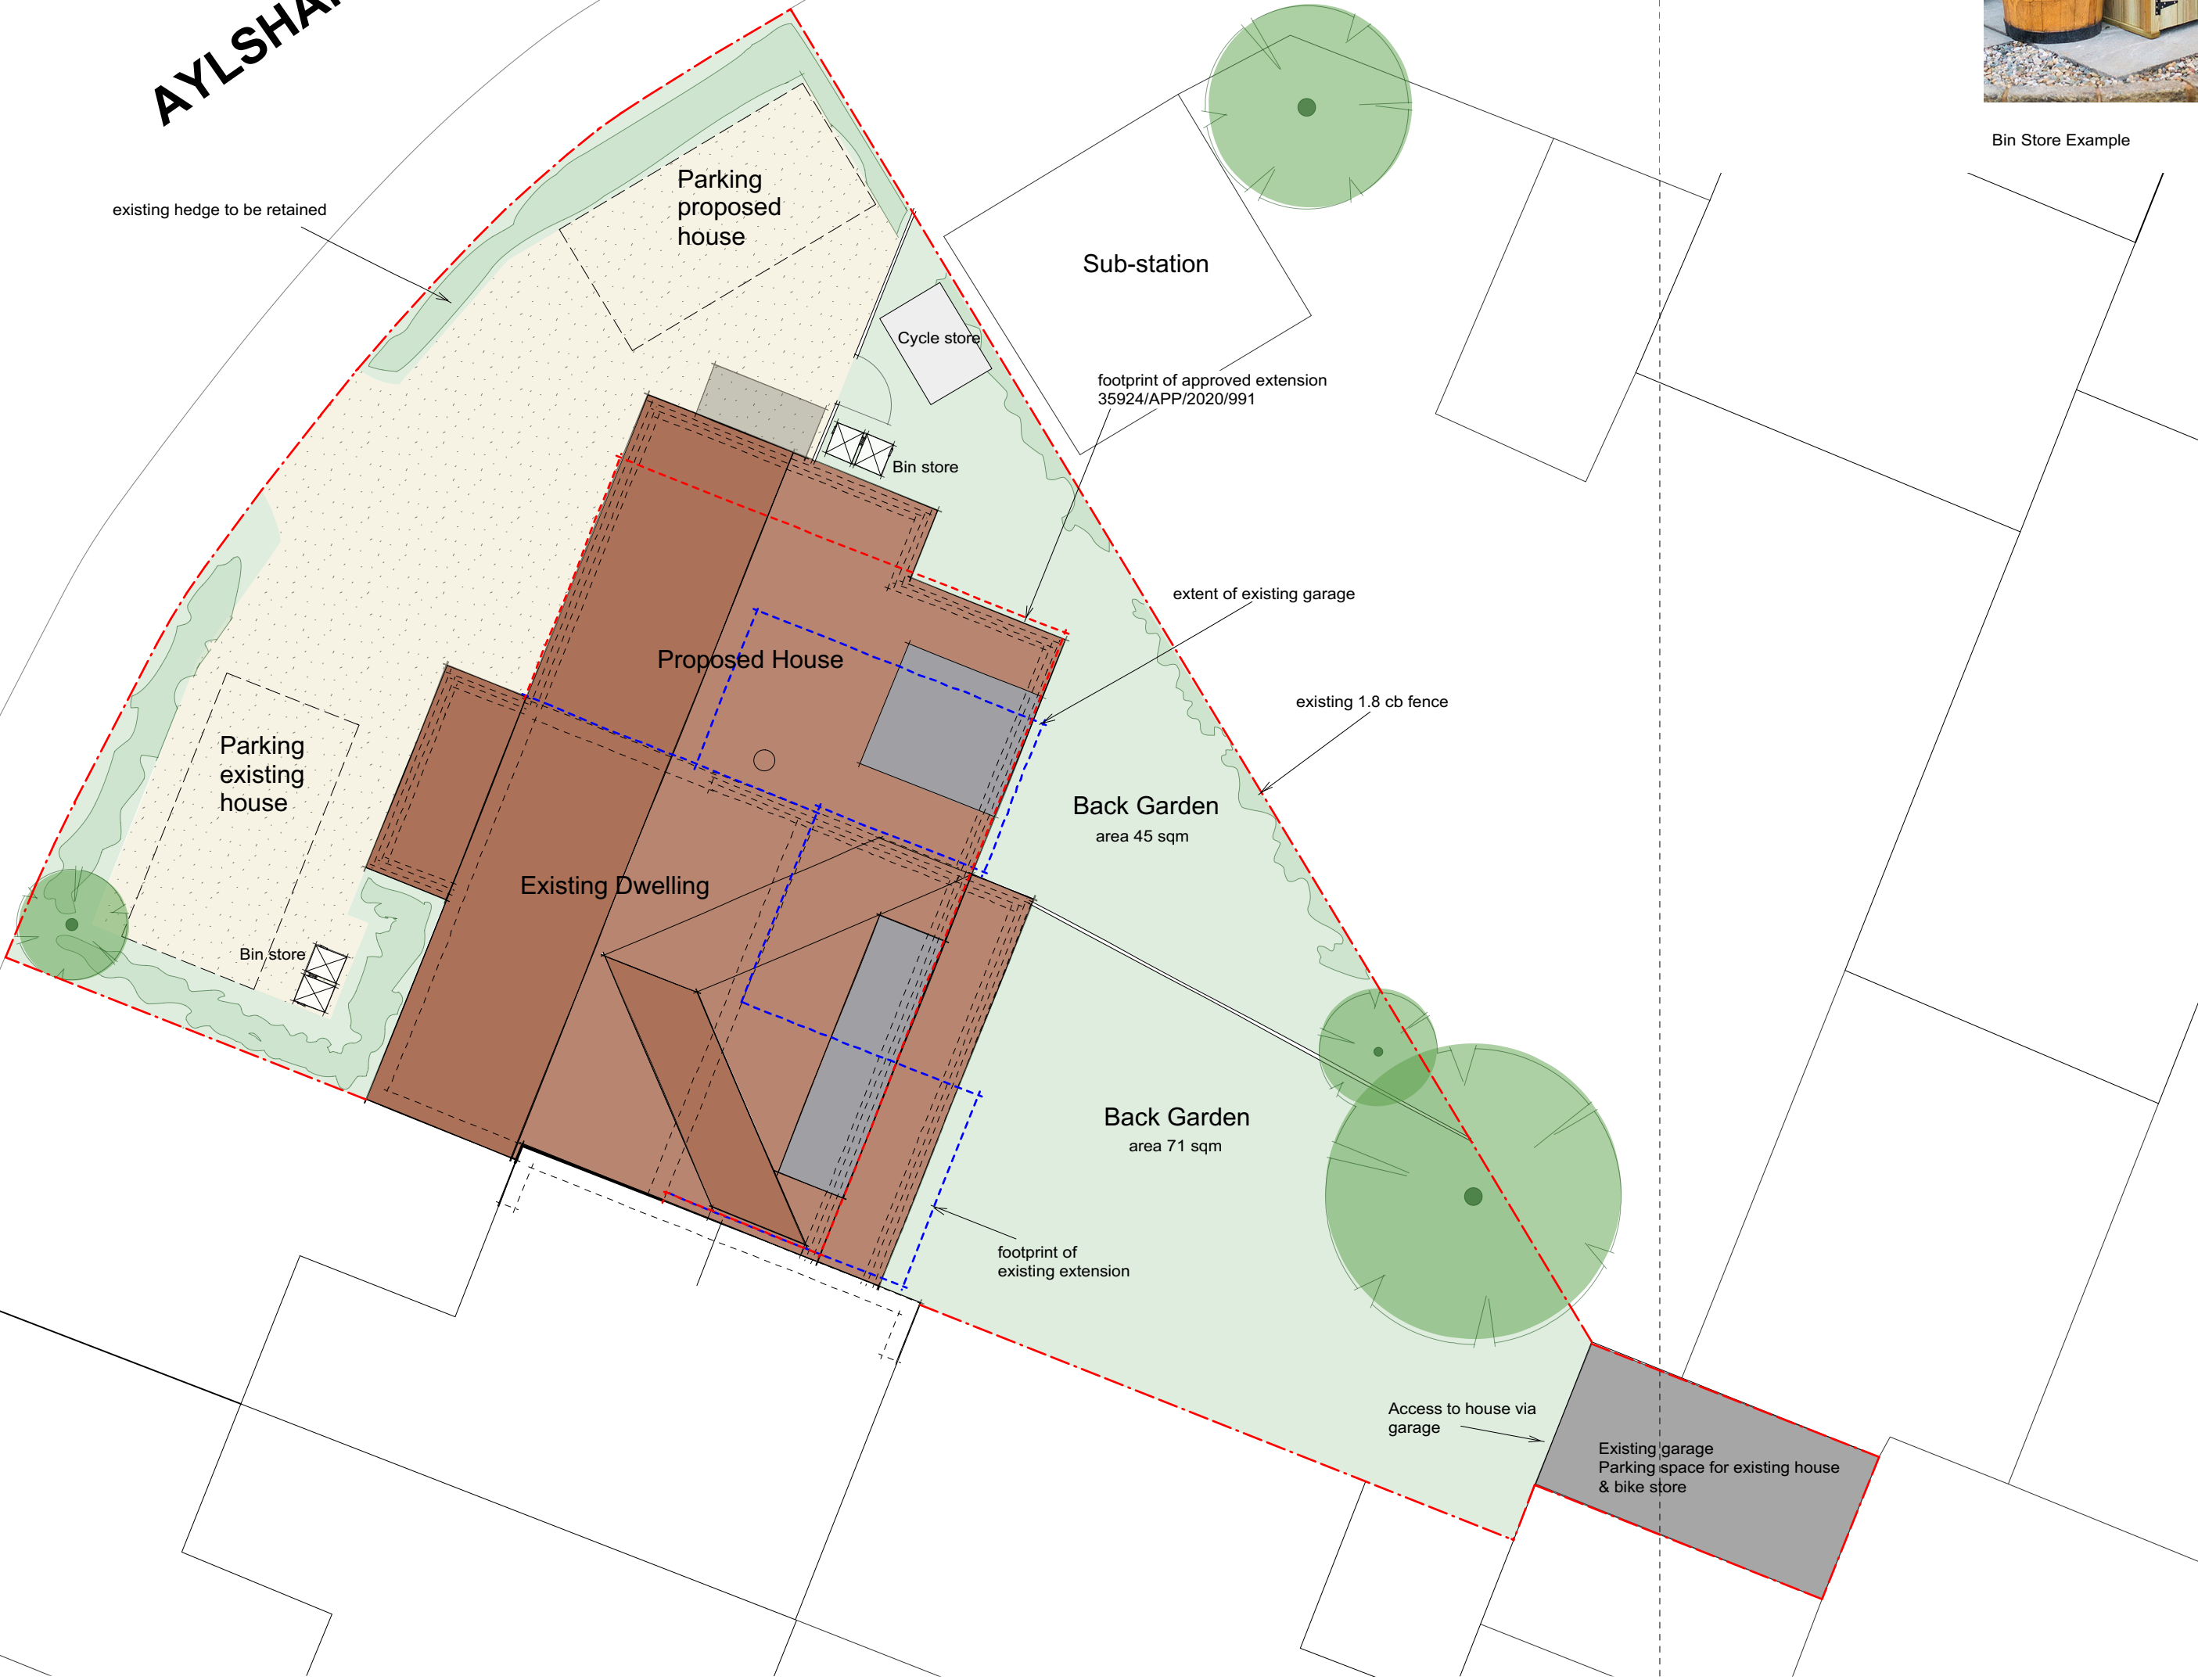 Bin Store Example
existing hedge to be retained
Parking
proposed
house
Sub-station
Cycle store
footprint of approved extension
35924/APP/2020/991
Bin store
extent of existing garage
Proposed House
existing 1.8 cb fence
Parking
existing
house
Back Garden
area 45 sqm
Existing Dwelling
Bin store
Back Garden
area 71 sqm
footprint of
existing extension
Access to house via
garage
Existing garage
Parking space for existing house
& bike store